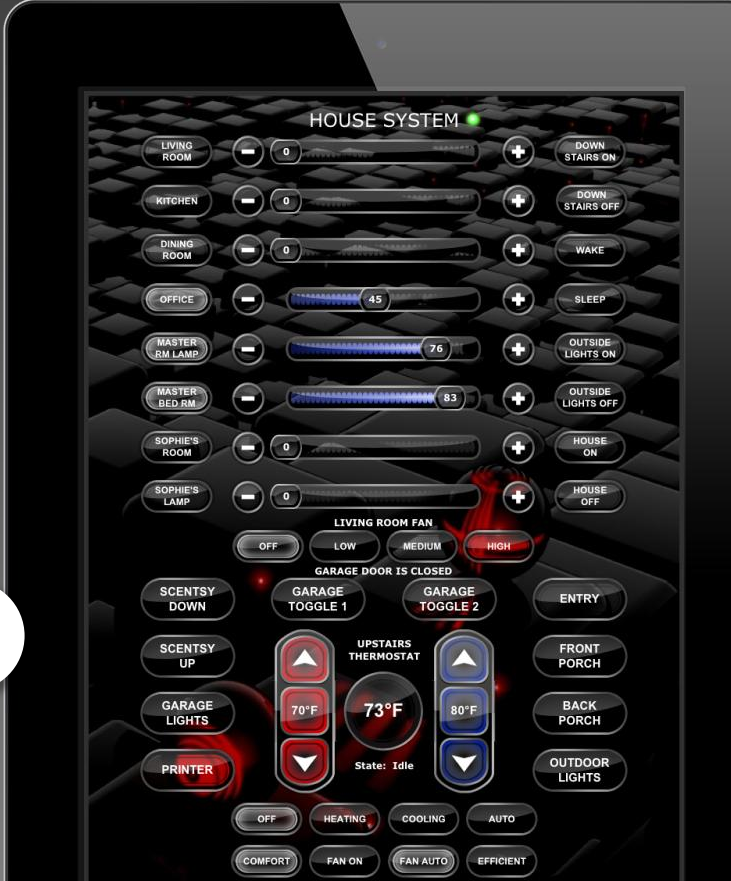 HOUSE SYSTEM
LIVING
ROOM
0
DOWN
STAIRS ON
KITCHEN
0
DOWN
STAIRS OFF
DINING
ROOM
0
WAKE
OFFICE
45
SLEEP
MASTER
RM LAMP
76
OUTSIDE
LIGHTS ON
MASTER
BED RM
83
OUTSIDE
LIGHTS OFF
SOPHIE'S
ROOM
0
HOUSE
ON
SOPHIE'S
LAMP
0
HOUSE
OFF
LIVING ROOM FAN
OFF
LOW
MEDIUM
HIGH
GARAGE DOOR IS CLOSED
SCENTSY
DOWN
GARAGE
TOGGLE 1
GARAGE
TOGGLE 2
ENTRY
SCENTSY
UP
UPSTAIRS
THERMOSTAT
FRONT
PORCH
GARAGE
LIGHTS
70°F
73°F
80°F
BACK
PORCH
PRINTER
State: Idle
OUTDOOR
LIGHTS
OFF
HEATING
COOLING
AUTO
COMFORT
FAN ON
FAN AUTO
EFFICIENT